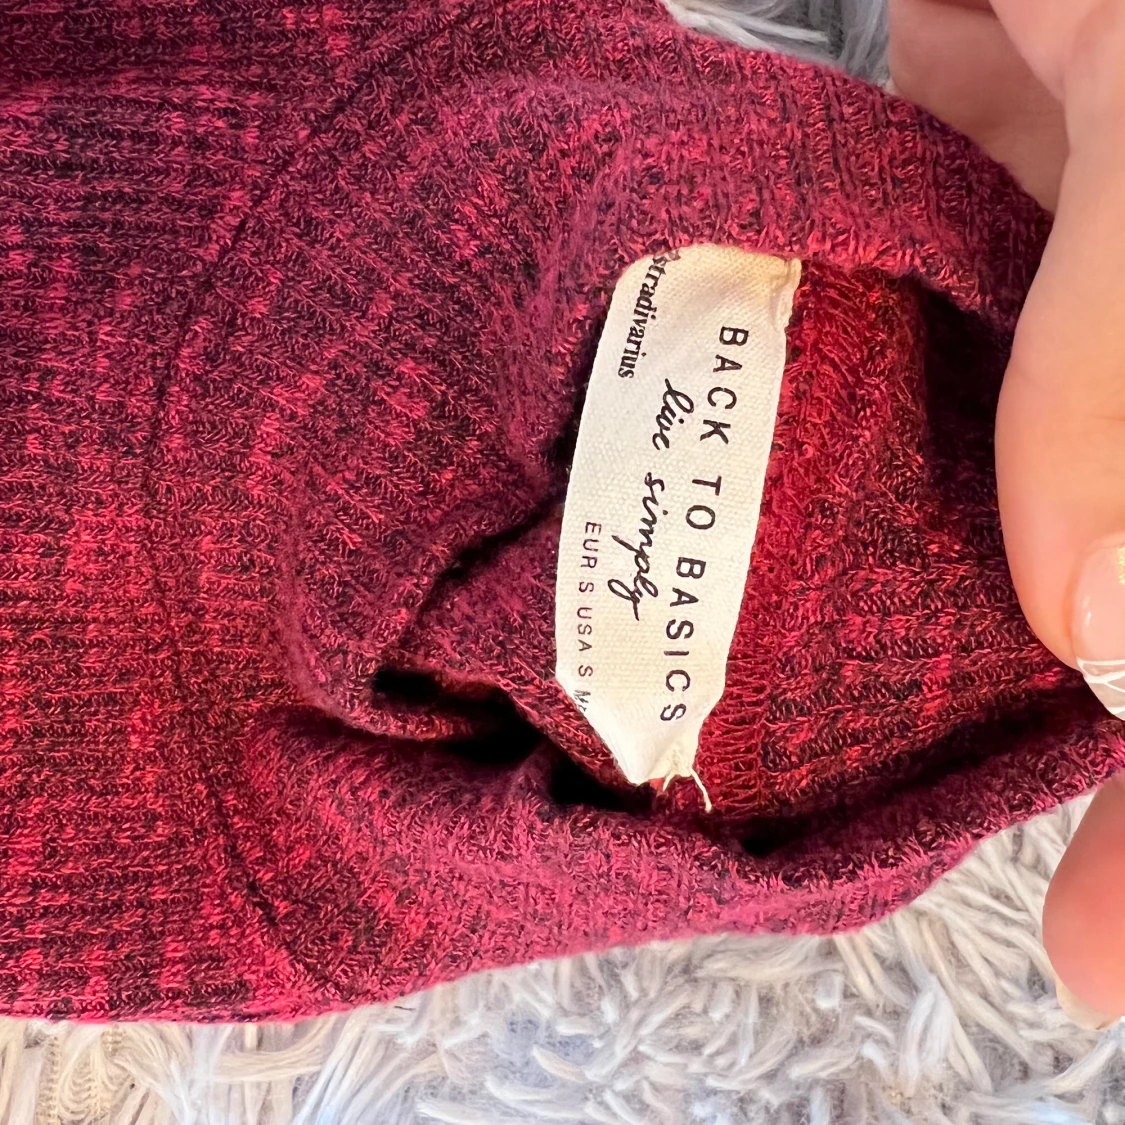 BACK TO BASICS
live simply
stradivarius
EUR S USA S